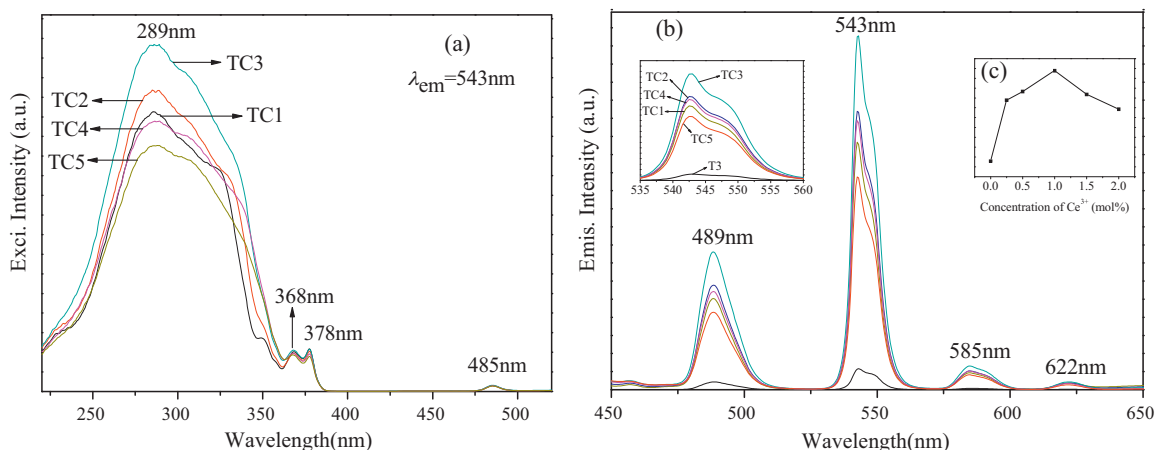 (a)
289nm
TC3
λem=543nm
TC2
TC1
TC4
TC5
368nm
378nm
485nm
Exci. Intensity (a.u.)
250 300 350 400 450 500
Wavelength(nm)
(b)
543nm
(c)
TC2
TC3
TC4
TC1
TC5
T3
535 540 545 550 555 560
0.0 0.5 1.0 1.5 2.0
Concentration of Ce³⁺ (mol%)
489nm
585nm
622nm
Emis. Intensity (a.u.)
450 500 550 600 650
Wavelength(nm)